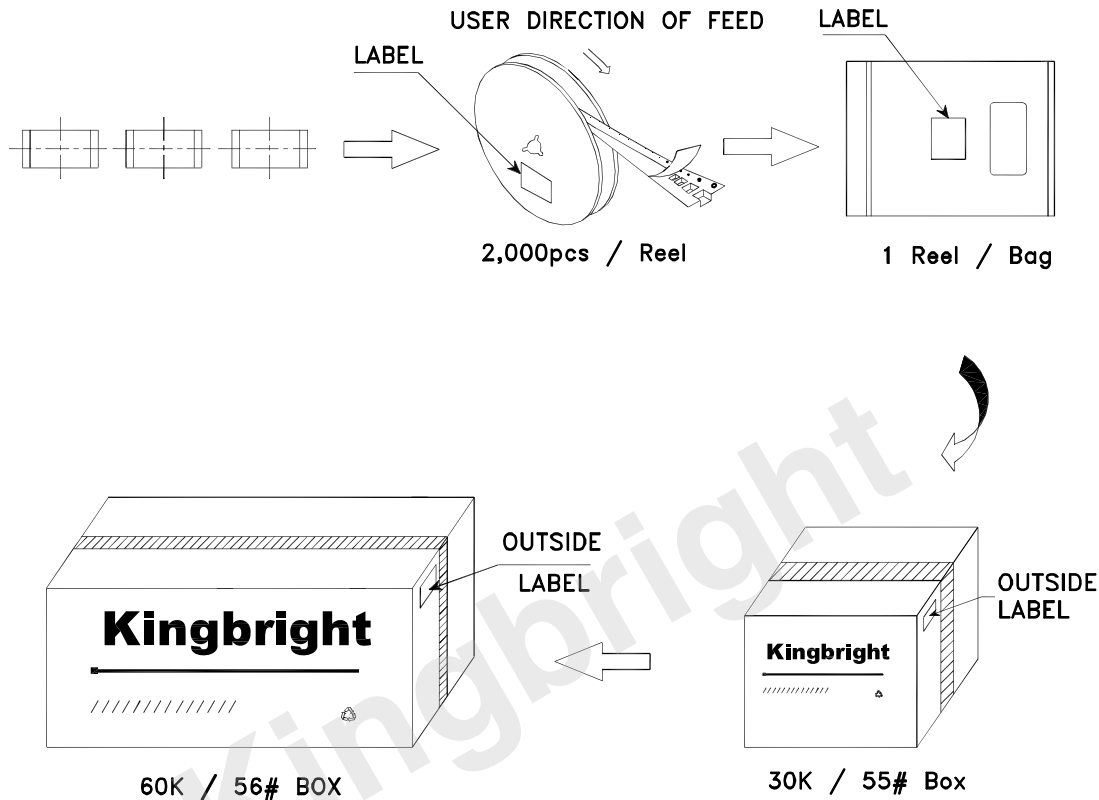 USER DIRECTION OF FEED
LABEL
LABEL
2,000pcs / Reel
1 Reel / Bag
OUTSIDE
LABEL
OUTSIDE
LABEL
Kingbright
Kingbright
60K / 56# BOX
30K / 55# Box
Kingbright